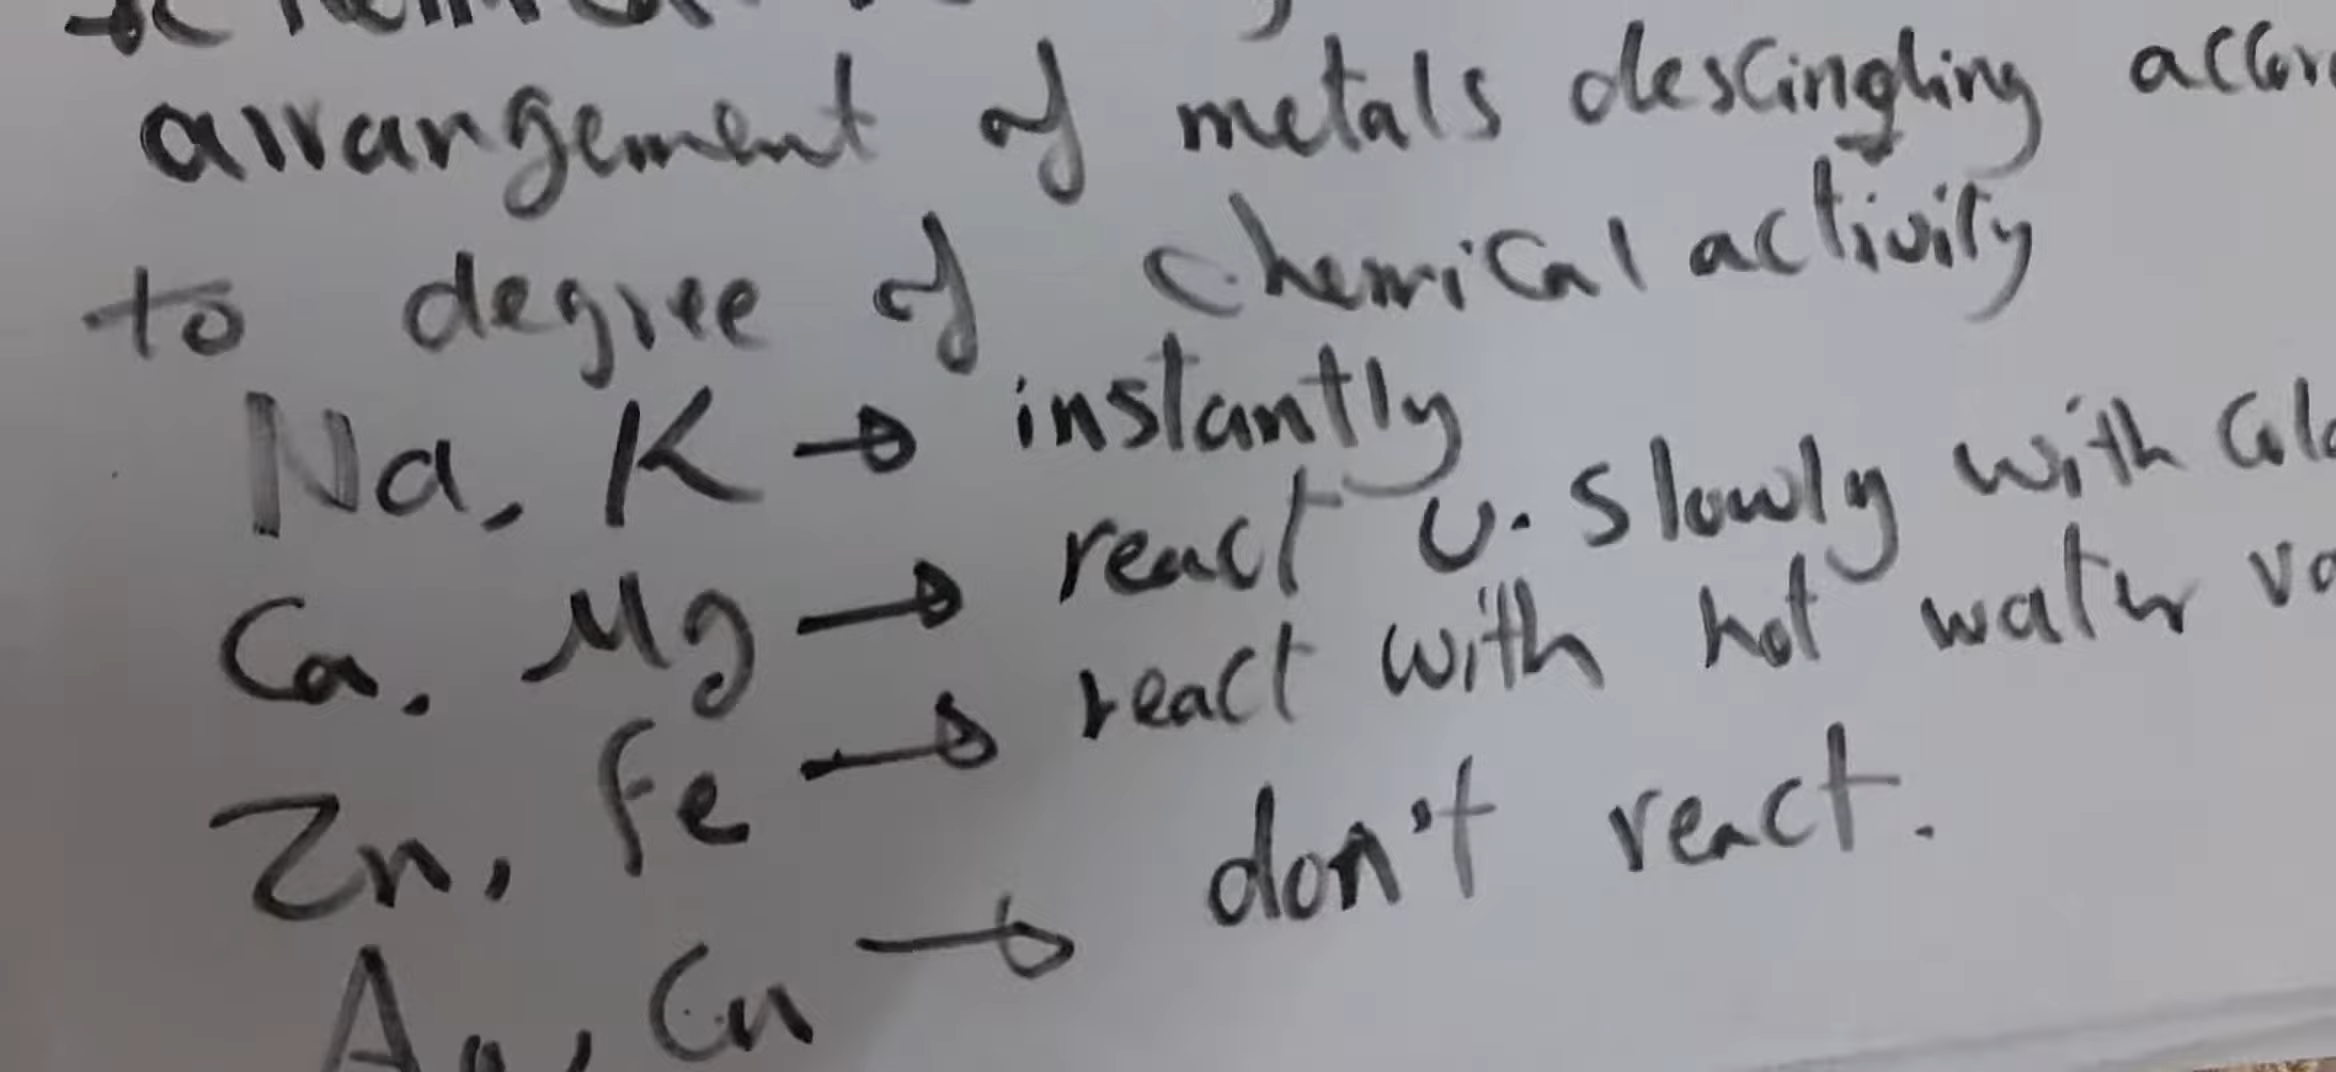 arrangement of metals descingling
to degree of chemical activity
Na, K → instantly
Ca, Mg → react v. slowly with
Zn, Fe → react with hot water
Au, Cu → don't react.